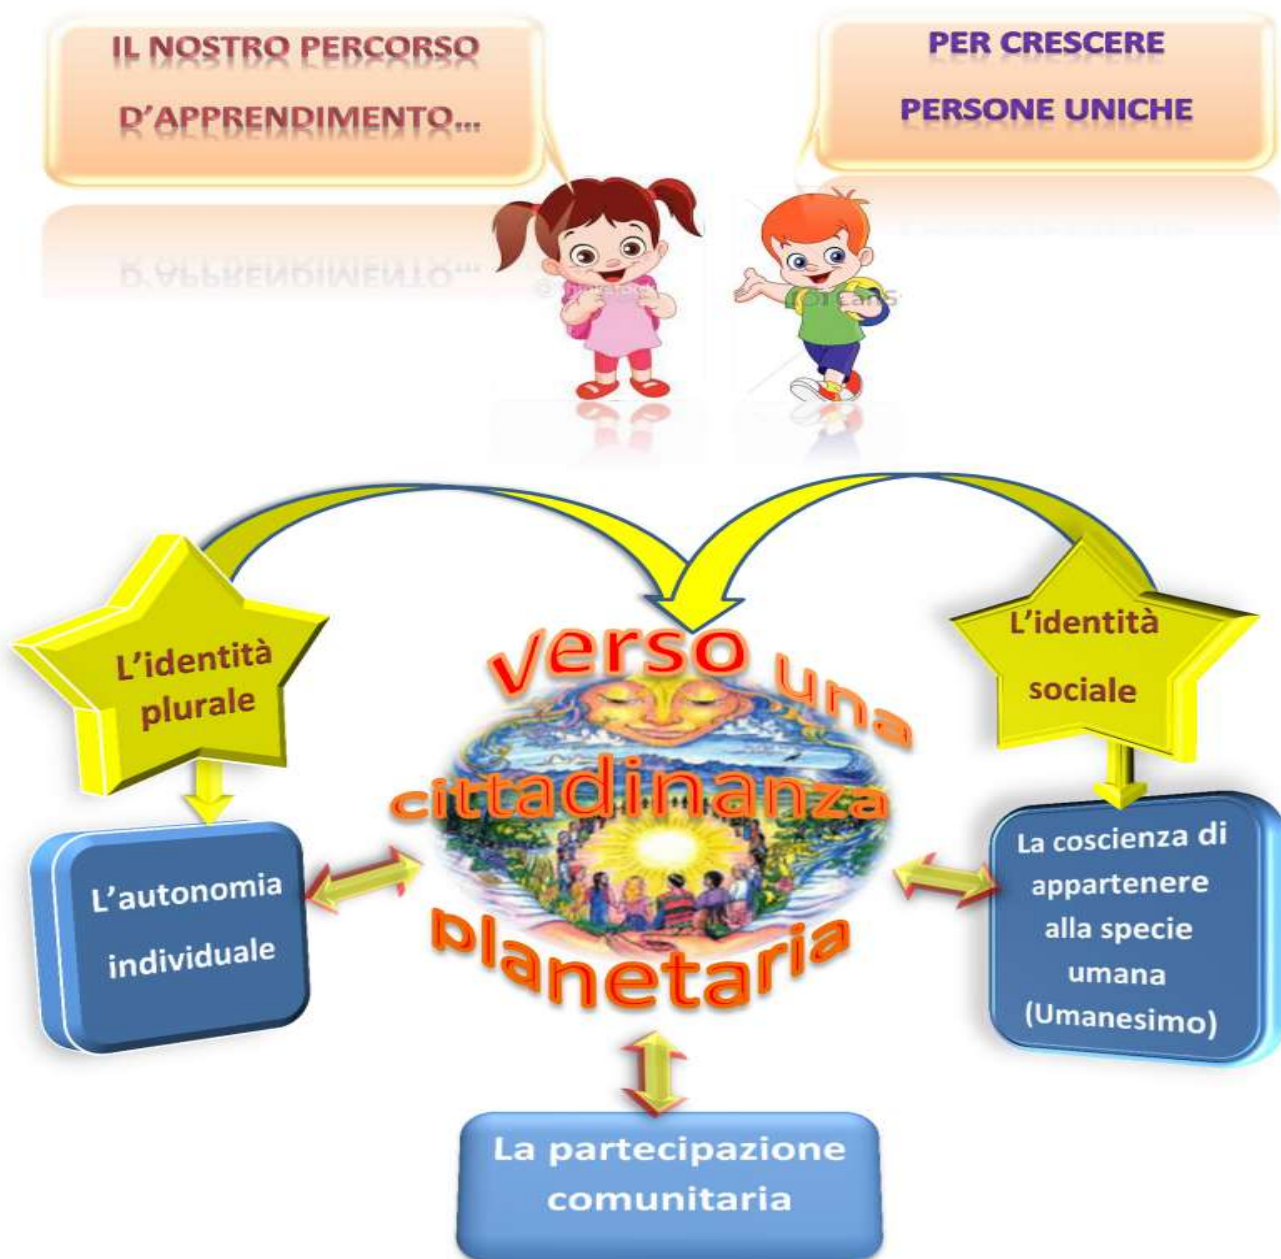 IL NOSTRO PERCORSO
D'APPRENDIMENTO...
PER CRESCERE
PERSONE UNICHE
L'identità
plurale
L'identità
sociale
verso una
cittadinanza
planetaria
L'autonomia
individuale
La coscienza di
appartenere
alla specie
umana
(Umanesimo)
La partecipazione
comunitaria